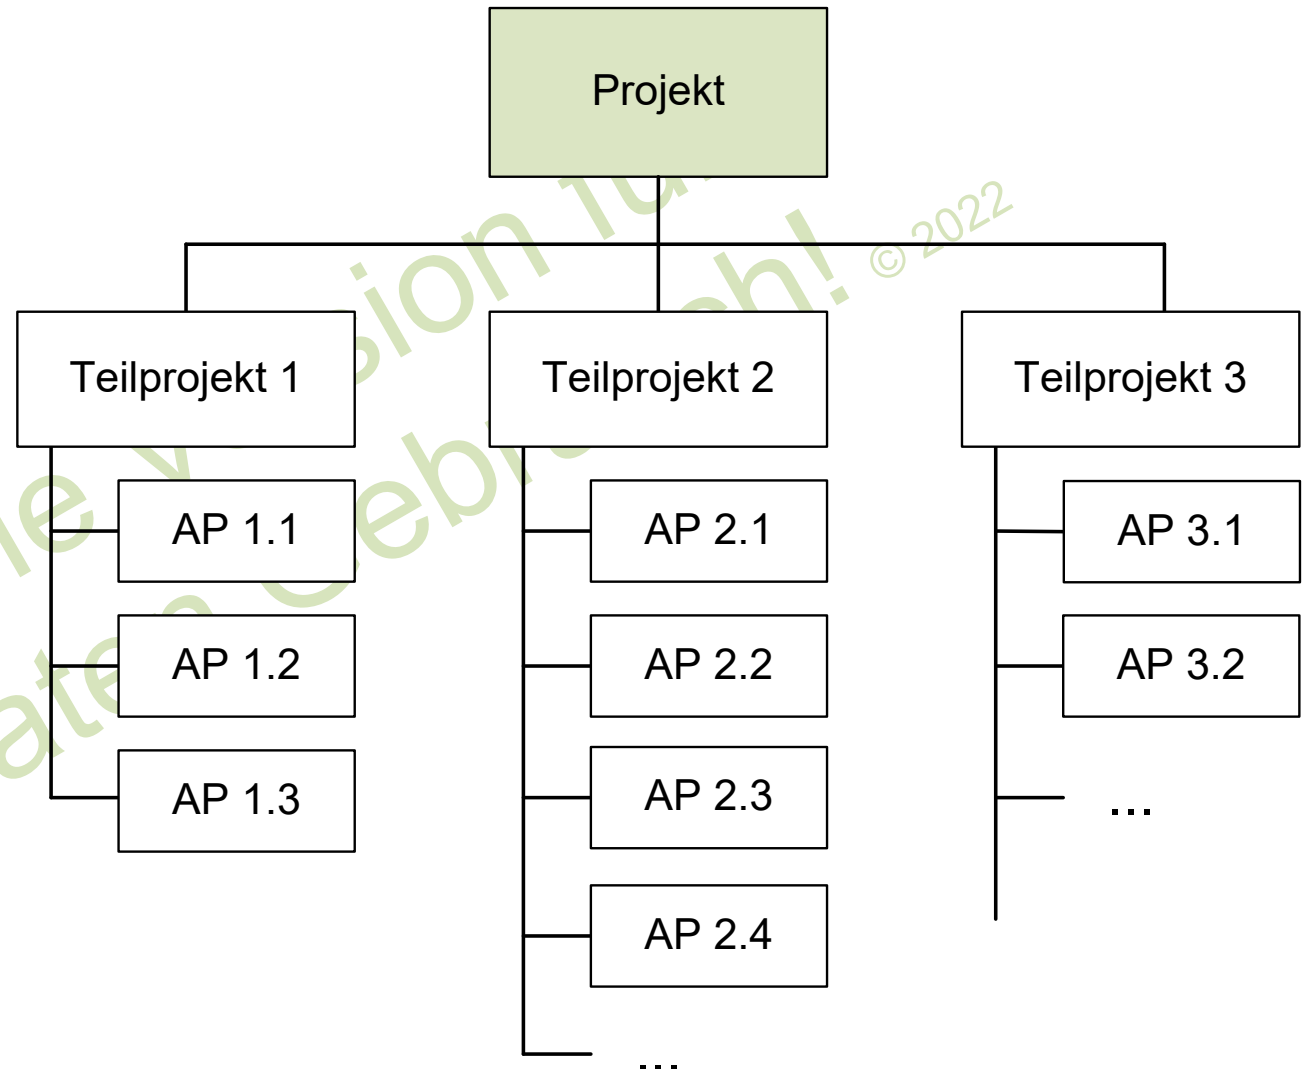 Projekt
© 2022
Teilprojekt 1
Teilprojekt 2
Teilprojekt 3
AP 1.1
AP 2.1
AP 3.1
AP 1.2
AP 2.2
AP 3.2
AP 1.3
AP 2.3
...
AP 2.4
...